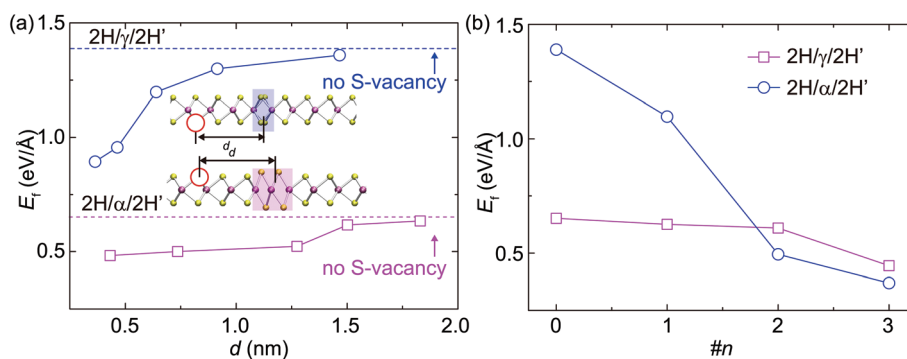 (a)
1.5
1.0
0.5
E_f (eV/Å)
2H/γ/2H'
no S-vacancy
d
d
2H/α/2H'
no S-vacancy
0.5 1.0 1.5 2.0
d (nm)
(b)
1.5
1.0
0.5
E_f (eV/Å)
2H/γ/2H'
2H/α/2H'
0 1 2 3
#n